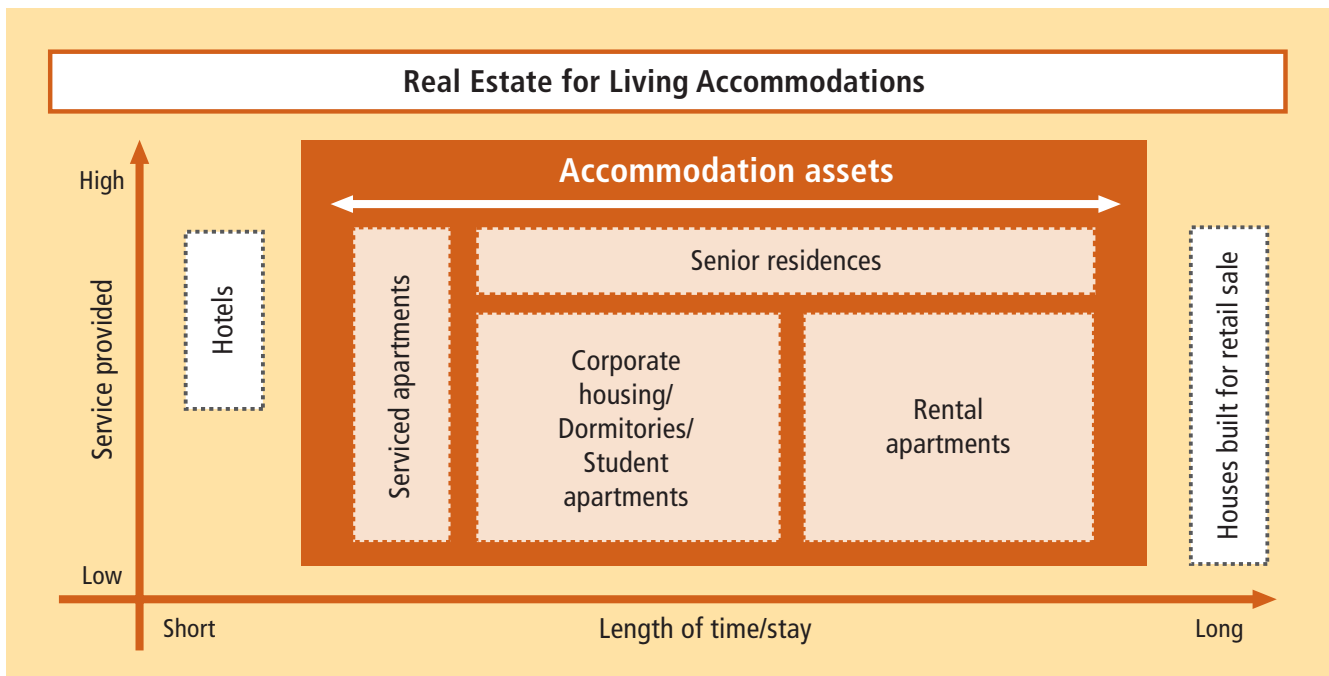 Real Estate for Living Accommodations
High
Service provided
Low
Hotels
Accommodation assets
Serviced apartments
Senior residences
Corporate
housing/
Dormitories/
Student
apartments
Rental
apartments
Houses built for retail sale
Short
Length of time/stay
Long